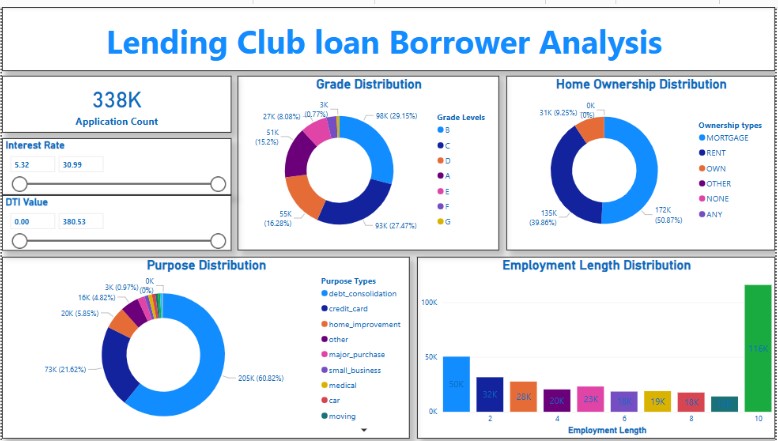 Lending Club loan Borrower Analysis
338K
Application Count
Interest Rate
5.32 30.99
DTI Value
0.00 380.53
Grade Distribution
3K
(0.77%)
27K (8.08%)
98K (29.15%)
51K
(15.2%)
55K
(16.28%)
93K (27.47%)
Grade Levels
B
C
D
A
E
F
G
Home Ownership Distribution
0K
(0%)
31K (9.25%)
135K
(39.86%)
172K
(50.87%)
Ownership types
MORTGAGE
RENT
OWN
OTHER
NONE
ANY
Purpose Distribution
0K
(0%)
3K (0.97%)
16K (4.82%)
20K (5.85%)
73K (21.62%)
205K (60.82%)
Purpose Types
debt_consolidation
credit_card
home_improvement
other
major_purchase
small_business
medical
car
moving
Employment Length Distribution
100K
50K
0K
50K
32K
28K
20K
23K
19K
18K
116K
2 4 6 8 10
Employment Length